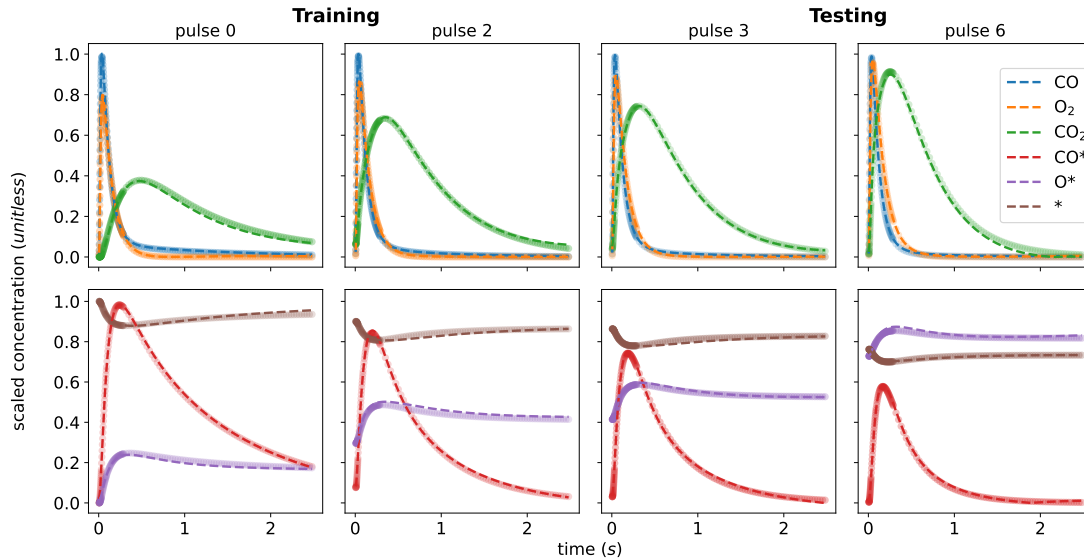 Training
Testing
pulse 0
pulse 2
pulse 3
pulse 6
scaled concentration (unitless)
1.0
0.8
0.6
0.4
0.2
0.0
CO
O₂
CO₂
CO*
O*
*
1.0
0.8
0.6
0.4
0.2
0.0
0 1 2
0 1 2
0 1 2
0 1 2
time (s)